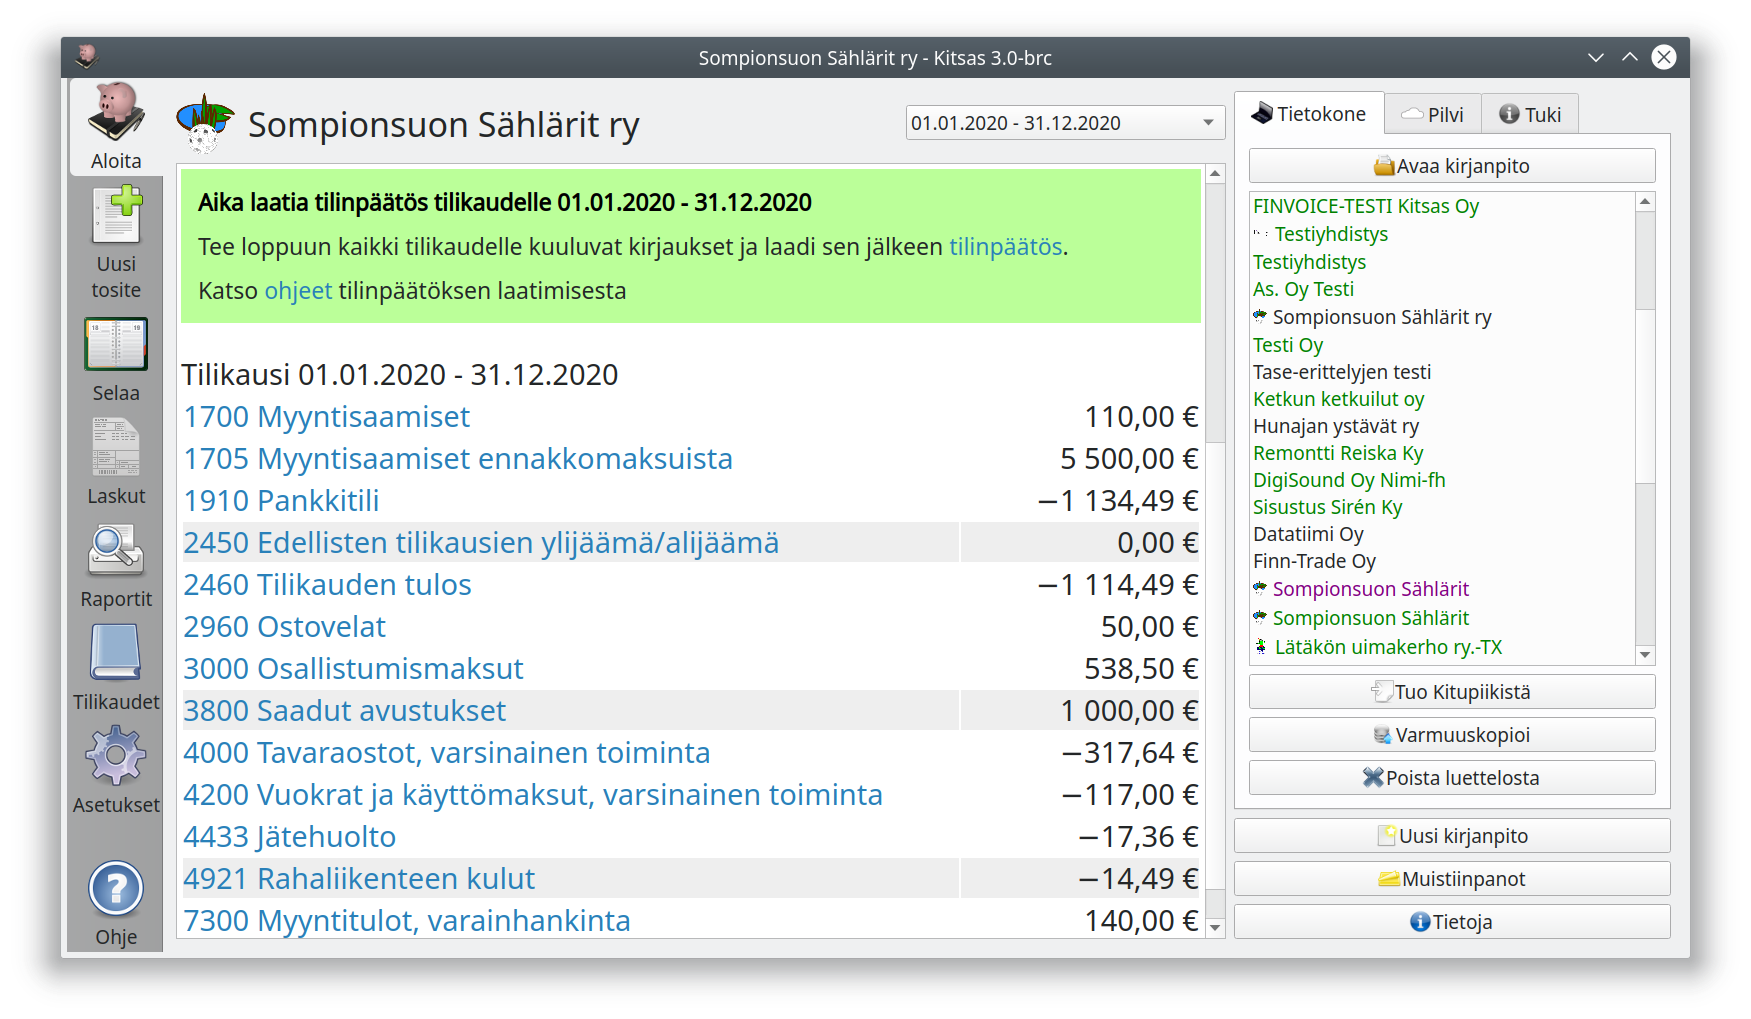 Sompionsuon Sählärit ry - Kitsas 3.0-brc
Aloita
Uusi
tosite
Selaa
Laskut
Raportit
Tilikaudet
Asetukset
Ohje
Sompionsuon Sählärit ry
01.01.2020 - 31.12.2020
Aika laatia tilinpäätös tilikaudelle 01.01.2020 - 31.12.2020
Tee loppuun kaikki tilikaudelle kuuluvat kirjaukset ja laadi sen jälkeen tilinpäätös.
Katso ohjeet tilinpäätöksen laatimisesta
Tilikausi 01.01.2020 - 31.12.2020
1700 Myyntisaamiset 110,00 €
1705 Myyntisaamiset ennakkomaksuista 5 500,00 €
1910 Pankkitili −1 134,49 €
2450 Edellisten tilikausien ylijäämä/alijäämä 0,00 €
2460 Tilikauden tulos −1 114,49 €
2960 Ostovelat 50,00 €
3000 Osallistumismaksut 538,50 €
3800 Saadut avustukset 1 000,00 €
4000 Tavaraostot, varsinainen toiminta −317,64 €
4200 Vuokrat ja käyttömaksut, varsinainen toiminta −117,00 €
4433 Jätehuolto −17,36 €
4921 Rahaliikenteen kulut −14,49 €
7300 Myyntitulot, varainhankinta 140,00 €
Tietokone
Pilvi
Tuki
Avaa kirjanpito
FINVOICE-TESTI Kitsas Oy
Testiyhdistys
Testiyhdistys
As. Oy Testi
Sompionsuon Sählärit ry
Testi Oy
Tase-erittelyjen testi
Ketkun ketkuilut oy
Hunajan ystävät ry
Remontti Reiska Ky
DigiSound Oy Nimi-fh
Sisustus Sirén Ky
Datatiimi Oy
Finn-Trade Oy
Sompionsuon Sählärit
Sompionsuon Sählärit
Lätäkön uimakerho ry.-TX
Tuo Kitupiikistä
Varmuuskopioi
Poista luettelosta
Uusi kirjanpito
Muistiinpanot
Tietoja